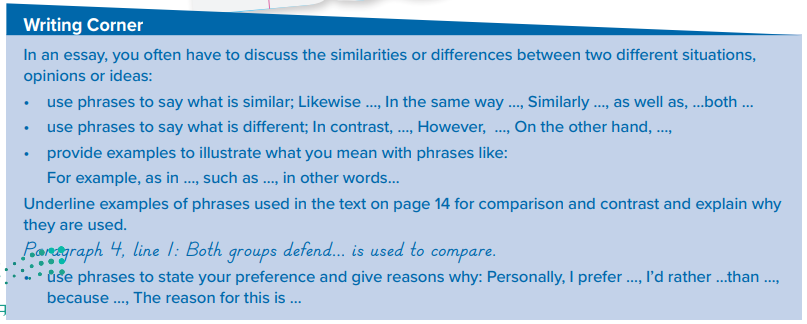 Writing Corner
In an essay, you often have to discuss the similarities or differences between two different situations,
opinions or ideas:
• use phrases to say what is similar; Likewise ..., In the same way ..., Similarly ..., as well as, ...both ...
• use phrases to say what is different; In contrast, ..., However, ..., On the other hand, ...,
• provide examples to illustrate what you mean with phrases like:
For example, as in ..., such as ..., in other words...
Underline examples of phrases used in the text on page 14 for comparison and contrast and explain why
they are used.
Paragraph 4, line 1: Both groups defend... is used to compare.
• use phrases to state your preference and give reasons why: Personally, I prefer ..., I'd rather ...than ...,
because ..., The reason for this is ...